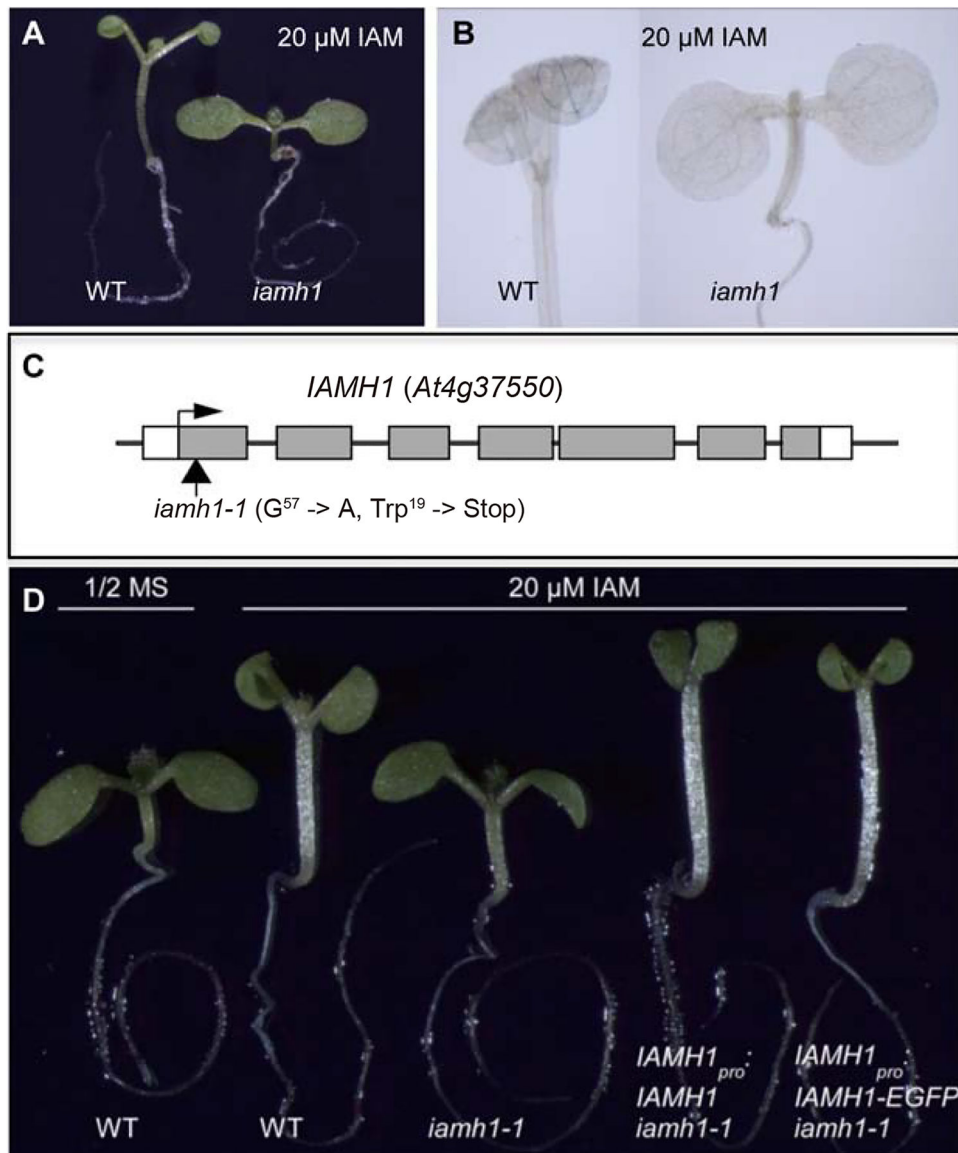 A
20 µM IAM
WT
iamh1
B
20 µM IAM
WT
iamh1
C
IAMH1 (At4g37550)
iamh1-1 (G⁵⁷ -> A, Trp¹⁹ -> Stop)
D
1/2 MS
20 µM IAM
WT
WT
iamh1-1
IAMH1pro:
IAMH1
iamh1-1
IAMH1pro:
IAMH1-EGFP
iamh1-1